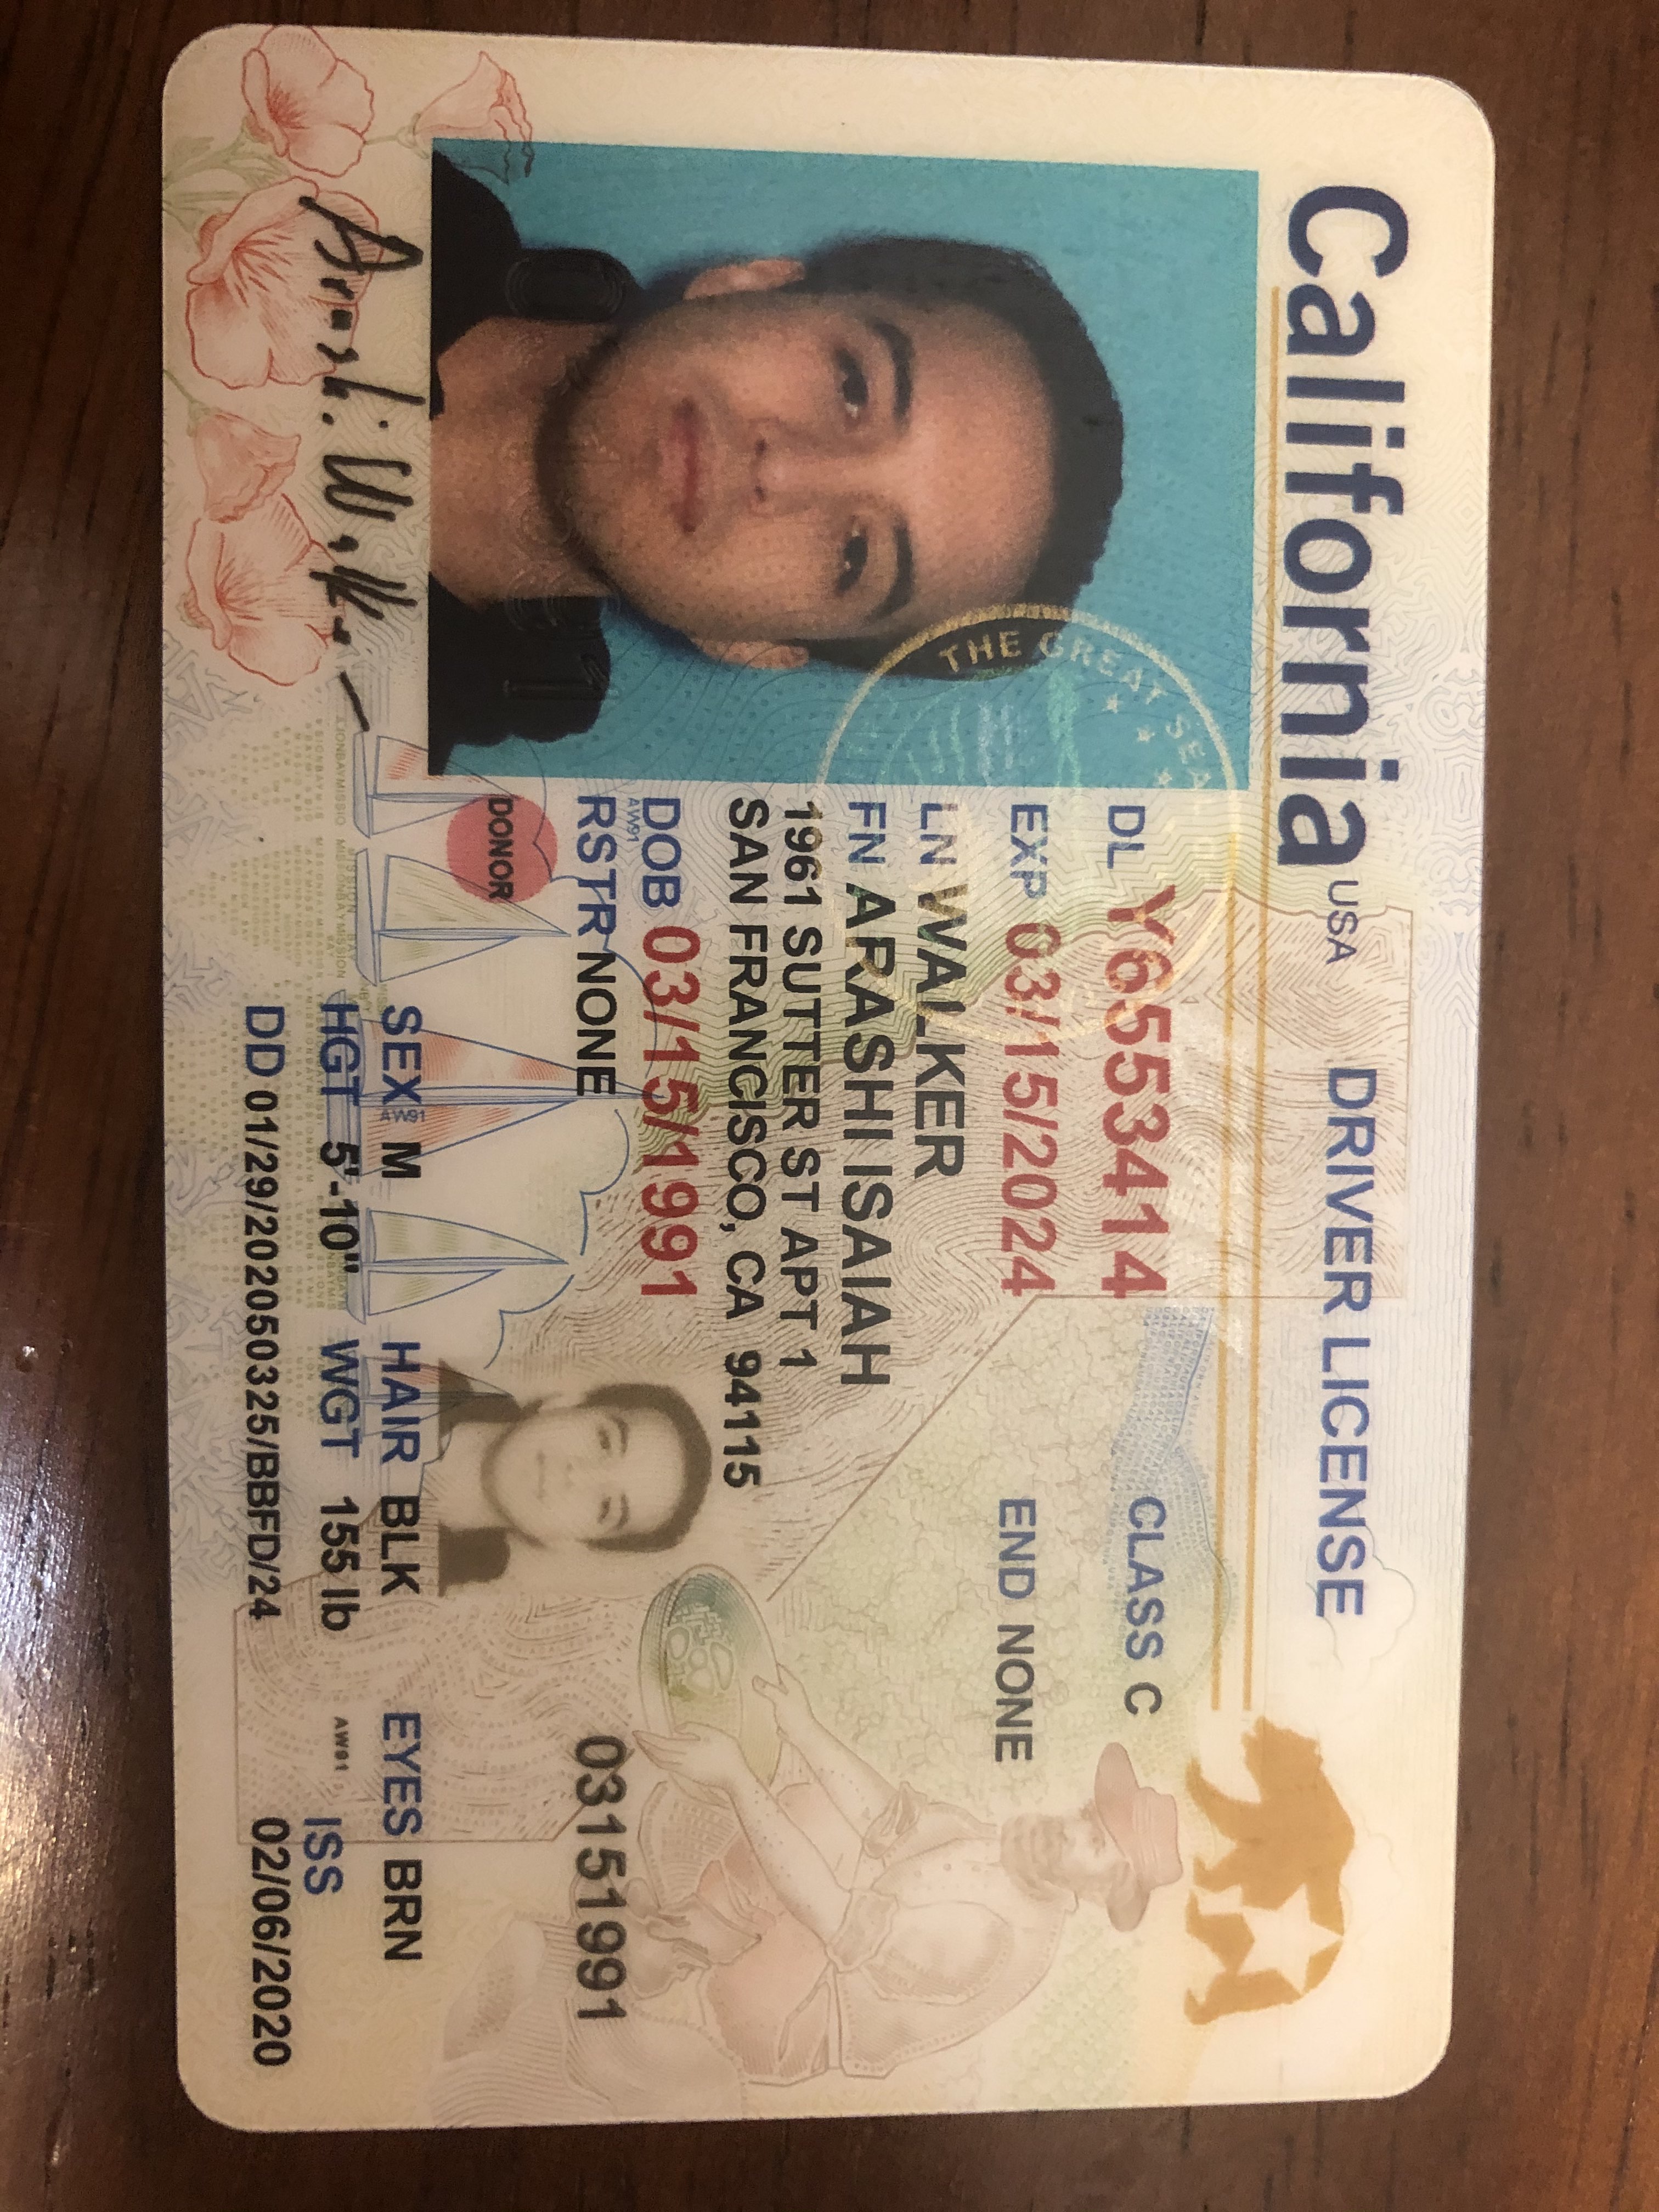 California USA DRIVER LICENSE
DL Y6553414 CLASS C
EXP 03/15/2024 END NONE
LN WALKER
FN ARASHI ISAIAH
1961 SUTTER ST APT 1
SAN FRANCISCO, CA 94115
DOB 03/15/1991
AW91
RSTR NONE 03151991
DONOR
SEX M HAIR BLK EYES BRN
AW91
HGT 5'-10" WGT 155 lb AW91 ISS
DD 01/29/202050325/BBFD/24 02/06/2020
THE GREAT SEA